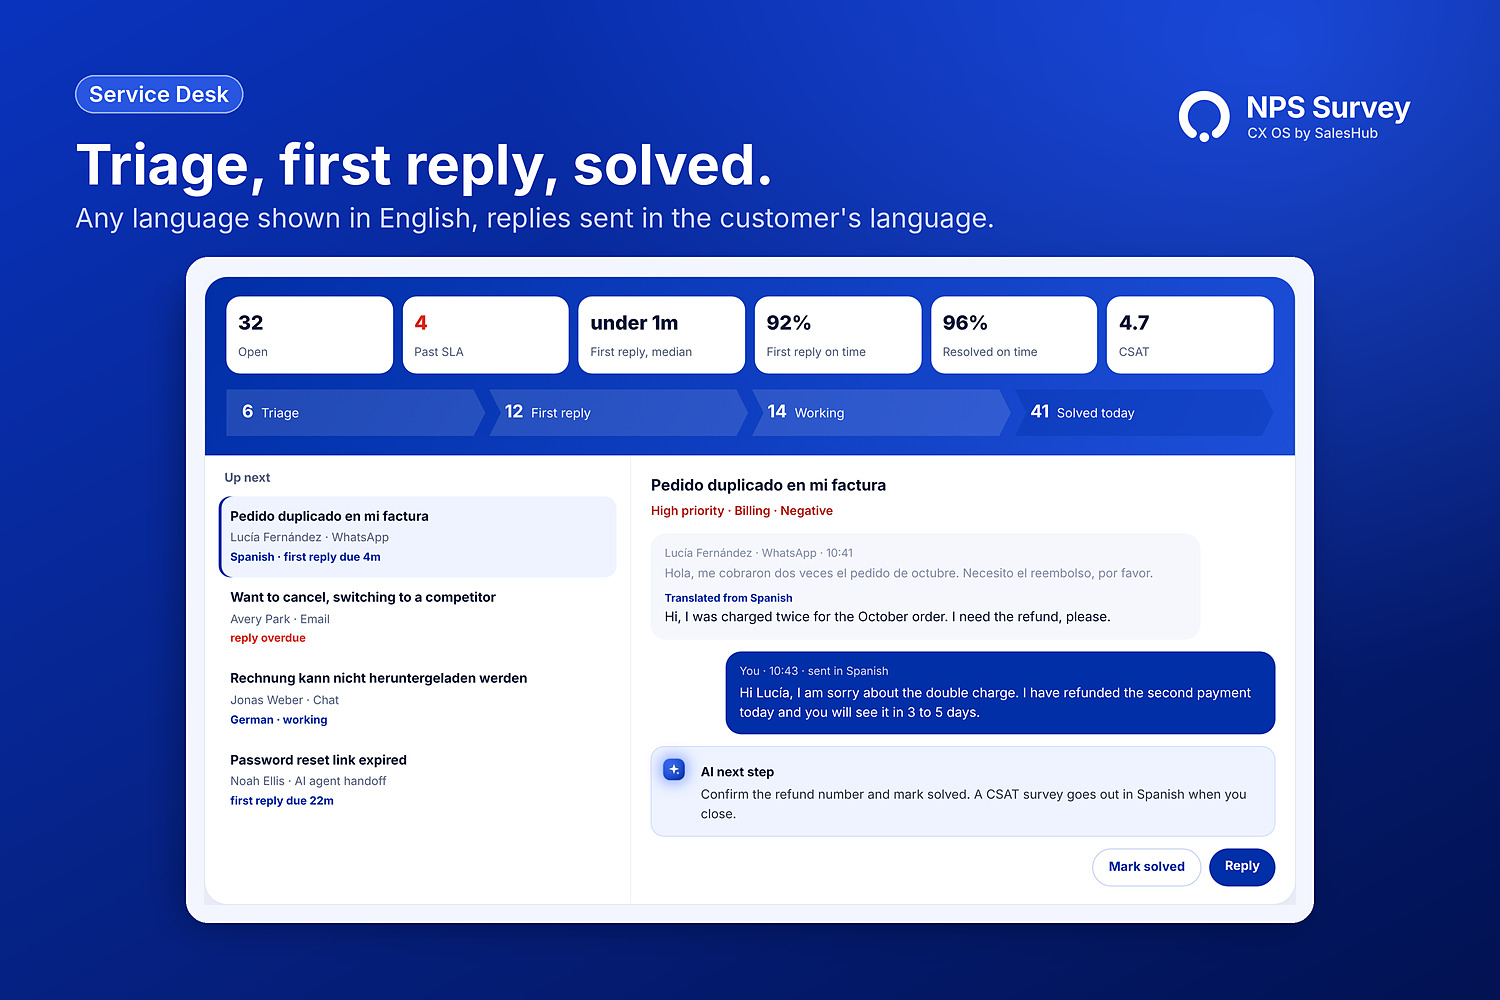 Service Desk
Triage, first reply, solved.
Any language shown in English, replies sent in the customer's language.
NPS Survey
CX OS by SalesHub
32
Open
4
Past SLA
under 1m
First reply, median
92%
First reply on time
96%
Resolved on time
4.7
CSAT
6 Triage
12 First reply
14 Working
41 Solved today
Up next
Pedido duplicado en mi factura
Lucía Fernández · WhatsApp
Spanish · first reply due 4m
Want to cancel, switching to a competitor
Avery Park · Email
reply overdue
Rechnung kann nicht heruntergeladen werden
Jonas Weber · Chat
German · working
Password reset link expired
Noah Ellis · AI agent handoff
first reply due 22m
Pedido duplicado en mi factura
High priority · Billing · Negative
Lucía Fernández · WhatsApp · 10:41
Hola, me cobraron dos veces el pedido de octubre. Necesito el reembolso, por favor.
Translated from Spanish
Hi, I was charged twice for the October order. I need the refund, please.
You · 10:43 · sent in Spanish
Hi Lucía, I am sorry about the double charge. I have refunded the second payment
today and you will see it in 3 to 5 days.
AI next step
Confirm the refund number and mark solved. A CSAT survey goes out in Spanish when you
close.
Mark solved
Reply